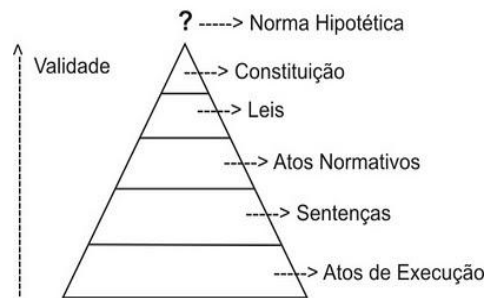 ? -----> Norma Hipotética
Validade
-----> Constituição
-----> Leis
-----> Atos Normativos
-----> Sentenças
-----> Atos de Execução